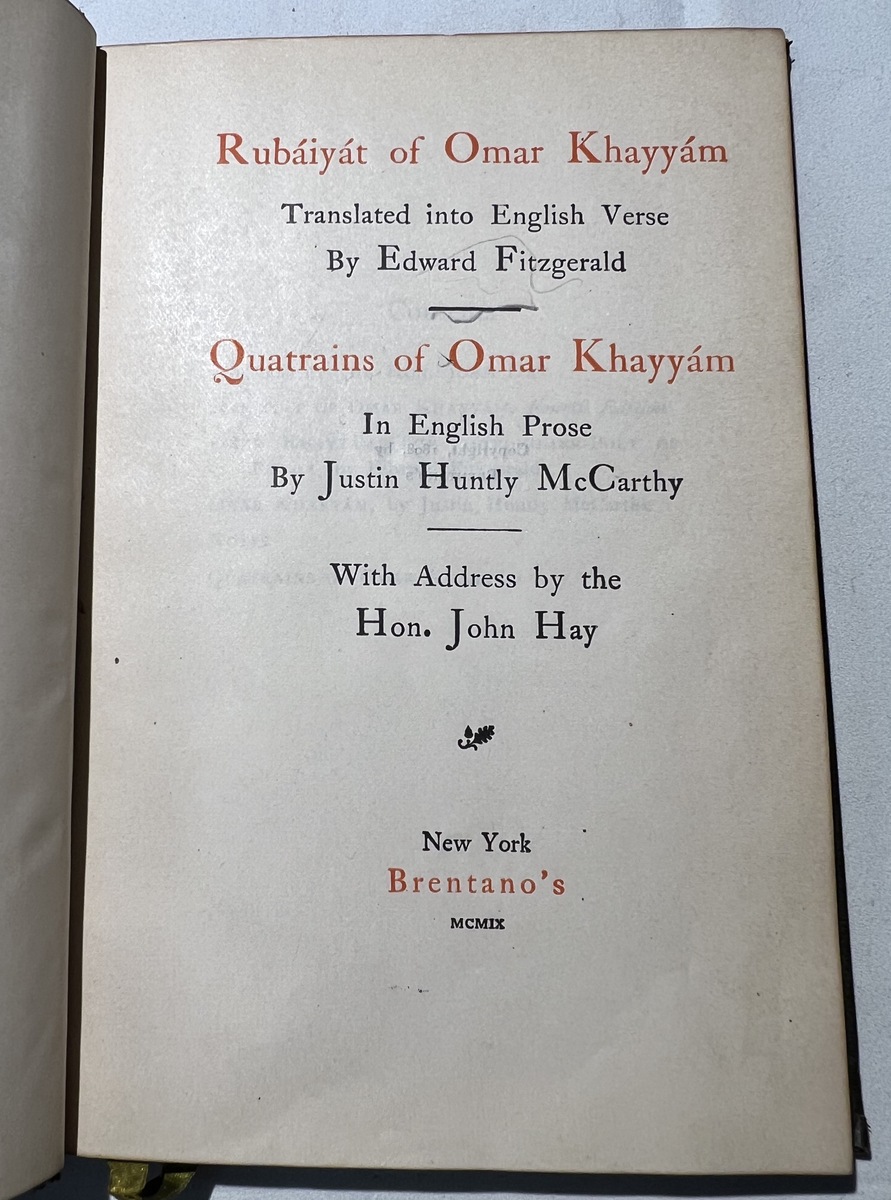 Rubáiyát of Omar Khayyám
Translated into English Verse
By Edward Fitzgerald
Quatrains of Omar Khayyám
In English Prose
By Justin Huntly McCarthy
With Address by the
Hon. John Hay
New York
Brentano's
MCMIX